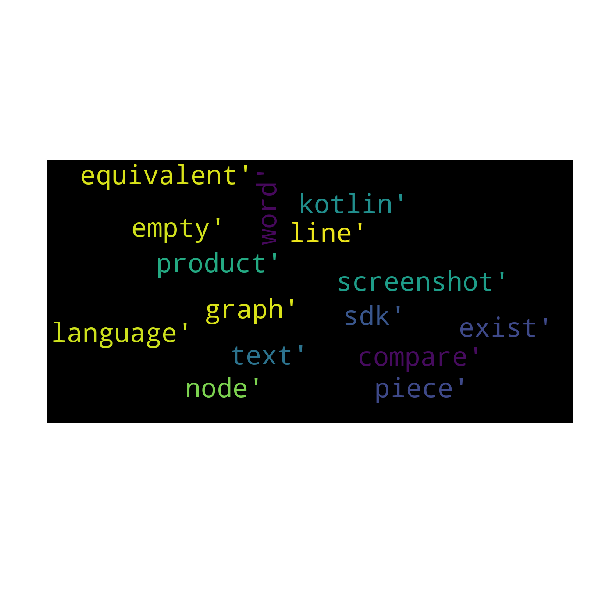 equivalent'
word'
kotlin'
empty'
line'
product'
screenshot'
graph'
sdk'
language'
exist'
text'
compare'
node'
piece'